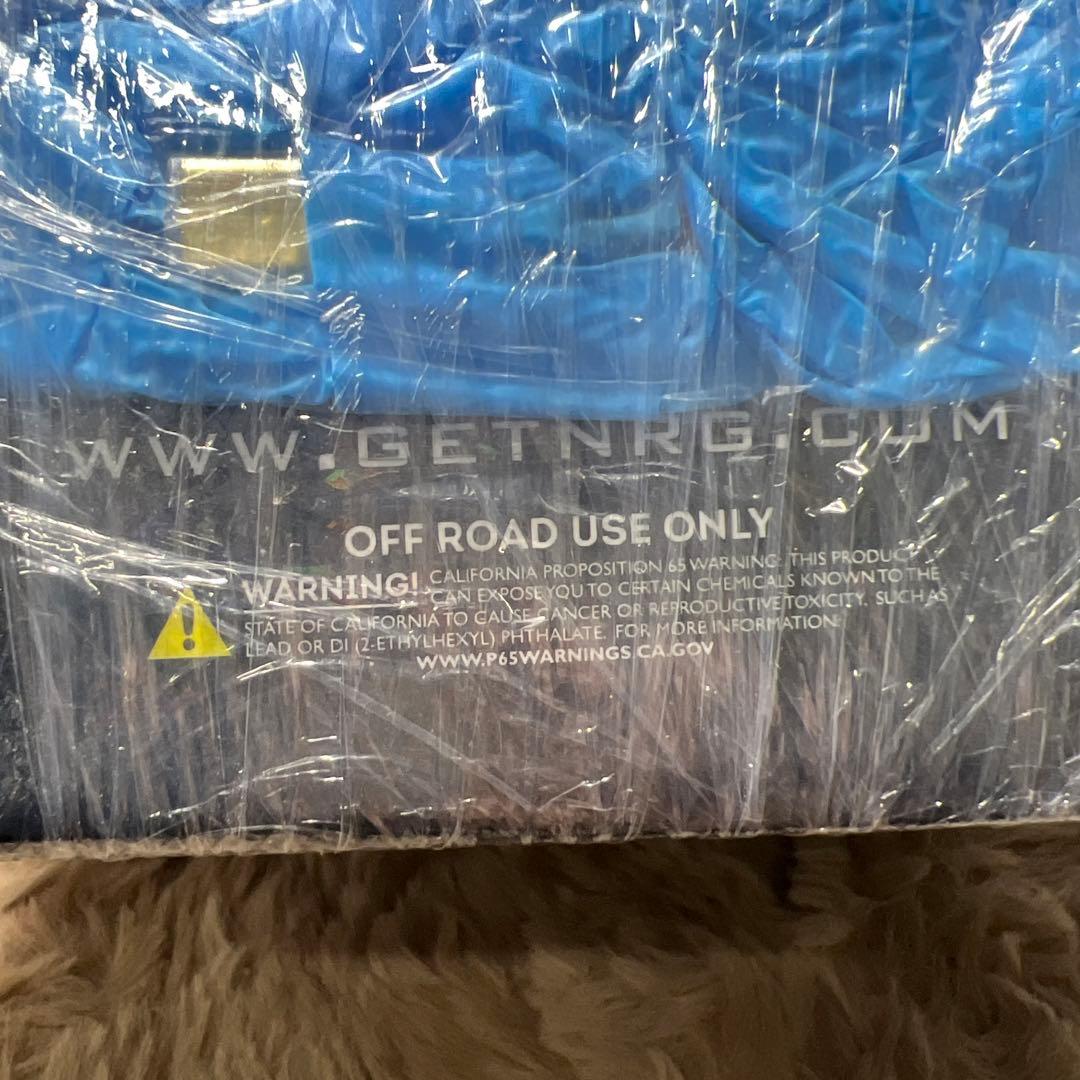 WWW.GETNRG.COM
OFF ROAD USE ONLY
WARNING! CALIFORNIA PROPOSITION 65 WARNING: THIS PRODUCT
CAN EXPOSE YOU TO CERTAIN CHEMICALS KNOWN TO THE
STATE OF CALIFORNIA TO CAUSE CANCER OR REPRODUCTIVE TOXICITY, SUCH AS
LEAD OR DI (2-ETHYLHEXYL) PHTHALATE. FOR MORE INFORMATION:
WWW.P65WARNINGS.CA.GOV